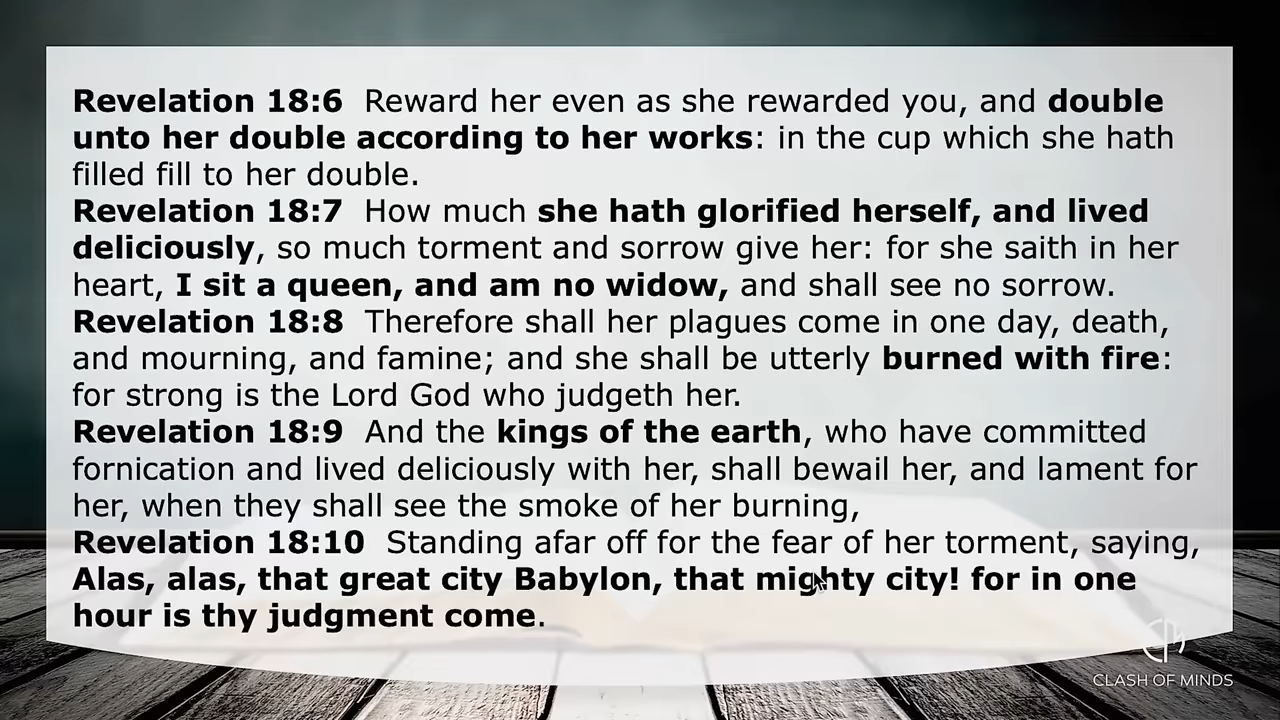 Revelation 18:6  Reward her even as she rewarded you, and double
unto her double according to her works: in the cup which she hath
filled fill to her double.
Revelation 18:7  How much she hath glorified herself, and lived
deliciously, so much torment and sorrow give her: for she saith in her
heart, I sit a queen, and am no widow, and shall see no sorrow.
Revelation 18:8  Therefore shall her plagues come in one day, death,
and mourning, and famine; and she shall be utterly burned with fire:
for strong is the Lord God who judgeth her.
Revelation 18:9  And the kings of the earth, who have committed
fornication and lived deliciously with her, shall bewail her, and lament for
her, when they shall see the smoke of her burning,
Revelation 18:10  Standing afar off for the fear of her torment, saying,
Alas, alas, that great city Babylon, that mighty city! for in one
hour is thy judgment come.
CLASH OF MINDS